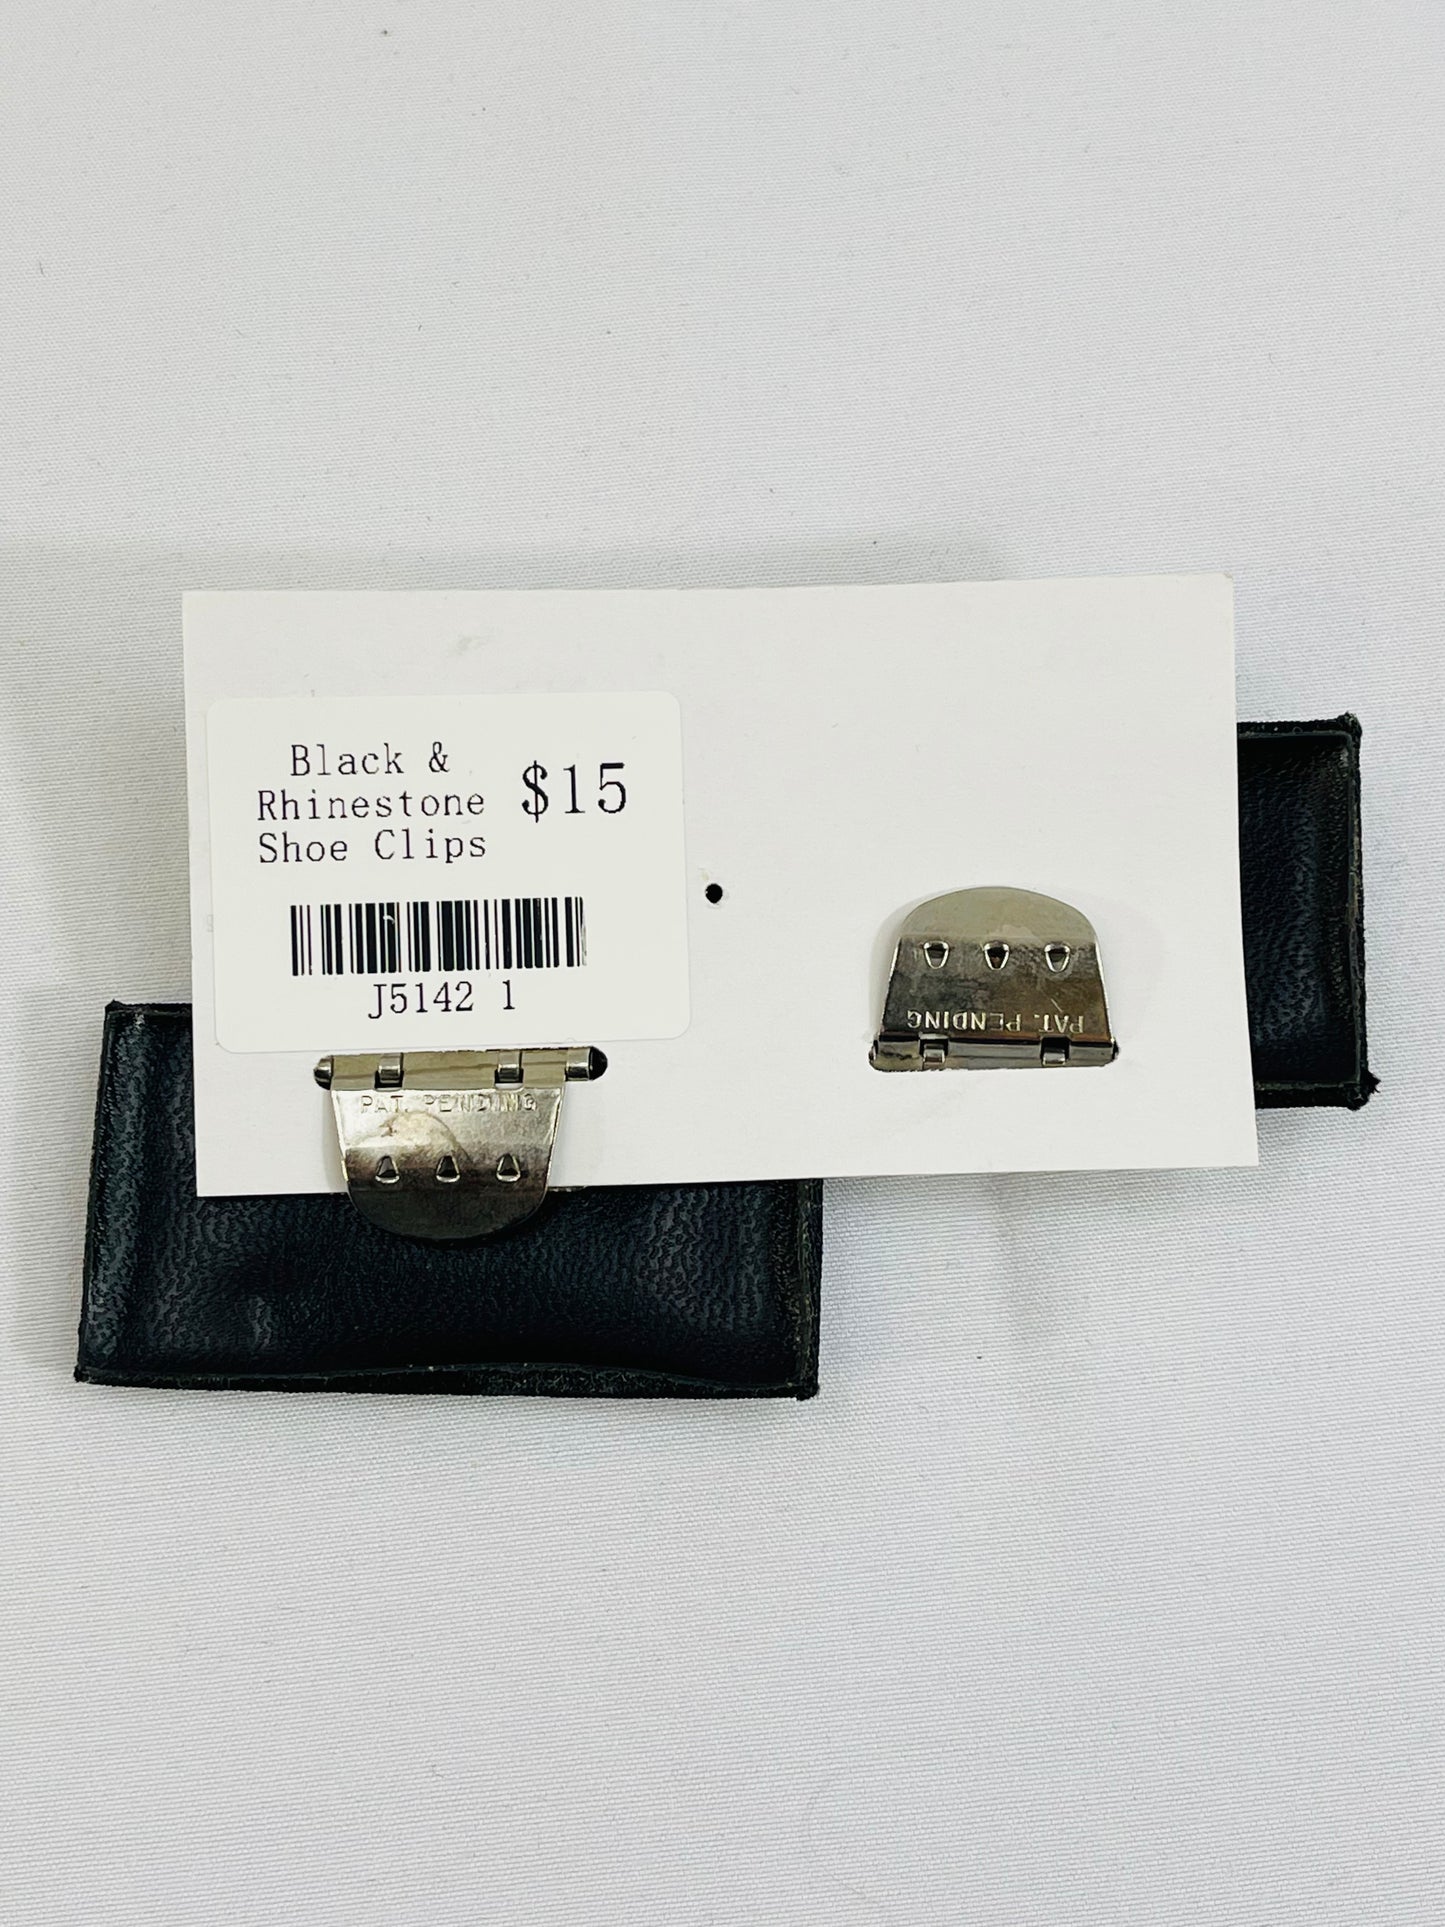 Black &
Rhinestone $15
Shoe Clips
J5142 1
PAT. PENDING
PAT. PENDING